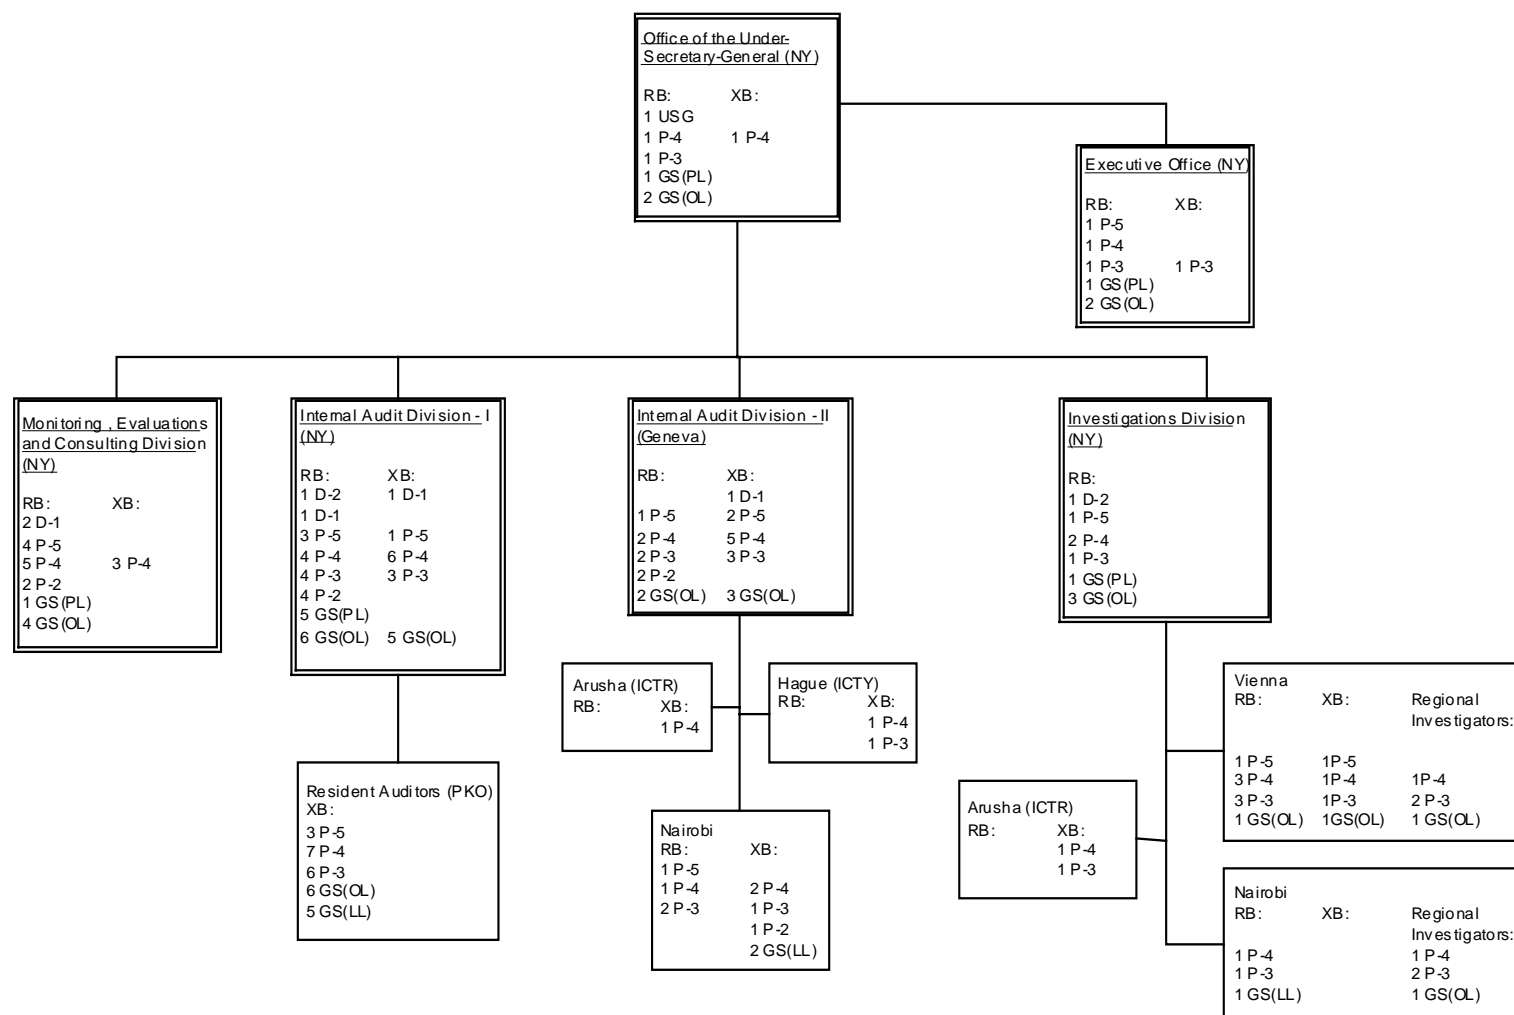 Office of the Under-
Secretary-General (NY)
RB: XB:
1 USG
1 P-4 1 P-4
1 P-3
1 GS(PL)
2 GS(OL)
Executive Office (NY)
RB: XB:
1 P-5
1 P-4
1 P-3 1 P-3
1 GS(PL)
2 GS(OL)
Monitoring, Evaluations
and Consulting Division
(NY)
RB: XB:
2 D-1
4 P-5
5 P-4 3 P-4
2 P-2
1 GS(PL)
4 GS(OL)
Internal Audit Division - I
(NY)
RB: XB:
1 D-2 1 D-1
1 D-1
3 P-5 1 P-5
4 P-4 6 P-4
4 P-3 3 P-3
4 P-2
5 GS(PL)
6 GS(OL) 5 GS(OL)
Internal Audit Division - II
(Geneva)
RB: XB:
1 D-1
1 P-5 2 P-5
2 P-4 5 P-4
2 P-3 3 P-3
2 P-2
2 GS(OL) 3 GS(OL)
Investigations Division
(NY)
RB:
1 D-2
1 P-5
2 P-4
1 P-3
1 GS(PL)
3 GS(OL)
Resident Auditors (PKO)
XB:
3 P-5
7 P-4
6 P-3
6 GS(OL)
5 GS(LL)
Arusha (ICTR)
RB: XB:
1 P-4
Hague (ICTY)
RB: XB:
1 P-4
1 P-3
Nairobi
RB: XB:
1 P-5
1 P-4 2 P-4
2 P-3 1 P-3
1 P-2
2 GS(LL)
Arusha (ICTR)
RB: XB:
1 P-4
1 P-3
Vienna
RB: XB: Regional
Investigators:
1 P-5 1P-5
3 P-4 1P-4 1P-4
3 P-3 1P-3 2 P-3
1 GS(OL) 1GS(OL) 1 GS(OL)
Nairobi
RB: XB: Regional
Investigators:
1 P-4 1 P-4
1 P-3 2 P-3
1 GS(LL) 1 GS(OL)